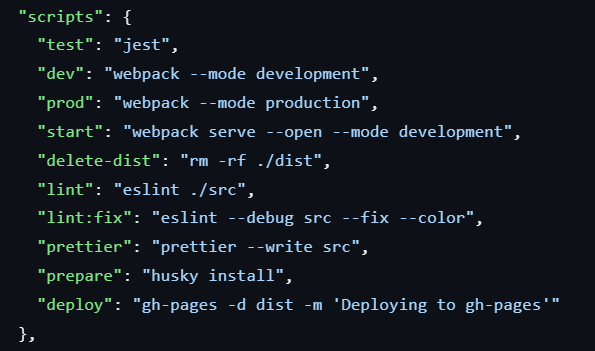 "scripts": {
"test": "jest",
"dev": "webpack --mode development",
"prod": "webpack --mode production",
"start": "webpack serve --open --mode development",
"delete-dist": "rm -rf ./dist",
"lint": "eslint ./src",
"lint:fix": "eslint --debug src --fix --color",
"prettier": "prettier --write src",
"prepare": "husky install",
"deploy": "gh-pages -d dist -m 'Deploying to gh-pages'"
},